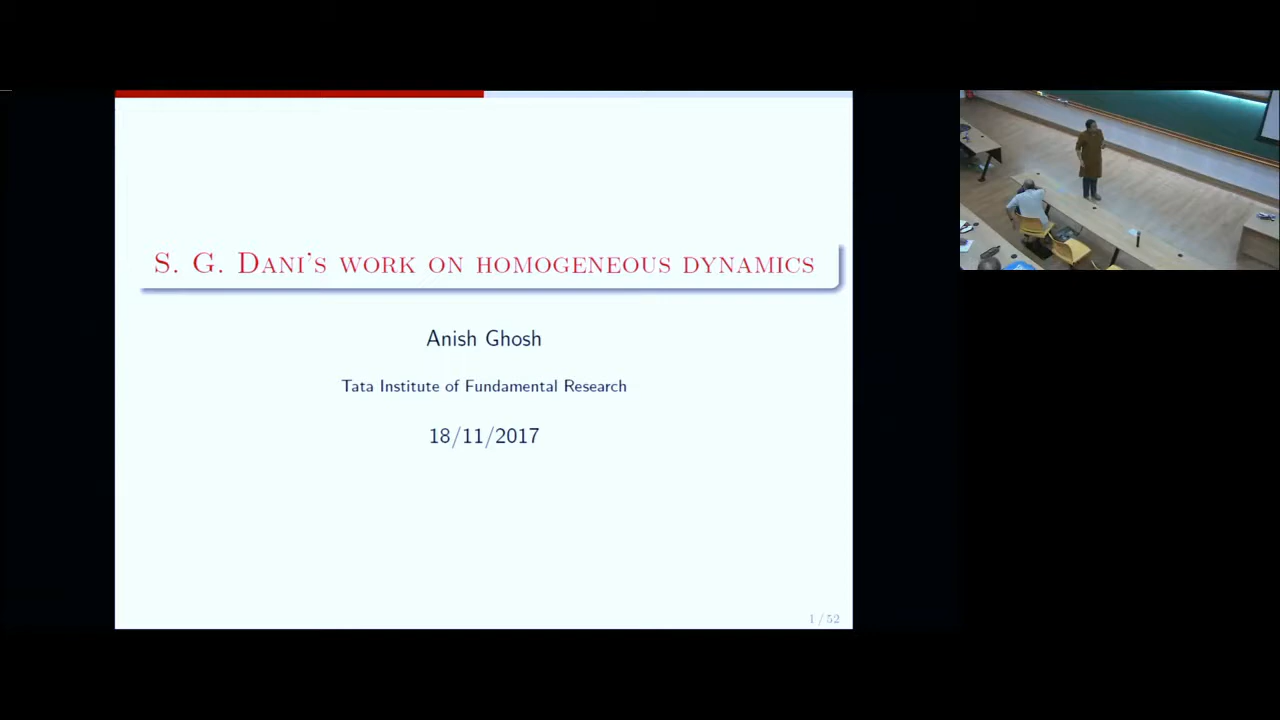 S. G. Dani's work on homogeneous dynamics
Anish Ghosh
Tata Institute of Fundamental Research
18/11/2017
1 / 52